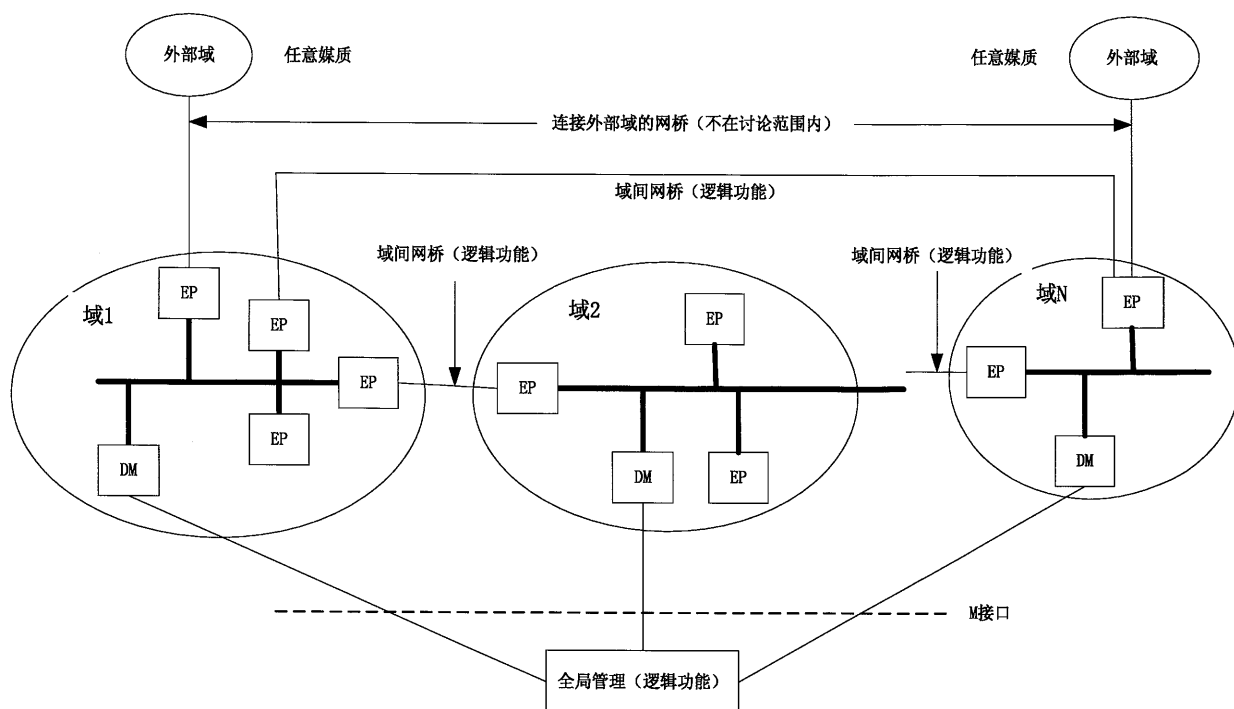 外部域
任意媒质
任意媒质
外部域
连接外部域的网桥（不在讨论范围内）
域间网桥（逻辑功能）
域间网桥（逻辑功能）
域间网桥（逻辑功能）
域1
EP
EP
EP
EP
DM
域2
EP
EP
DM
EP
域N
EP
EP
DM
M接口
全局管理（逻辑功能）